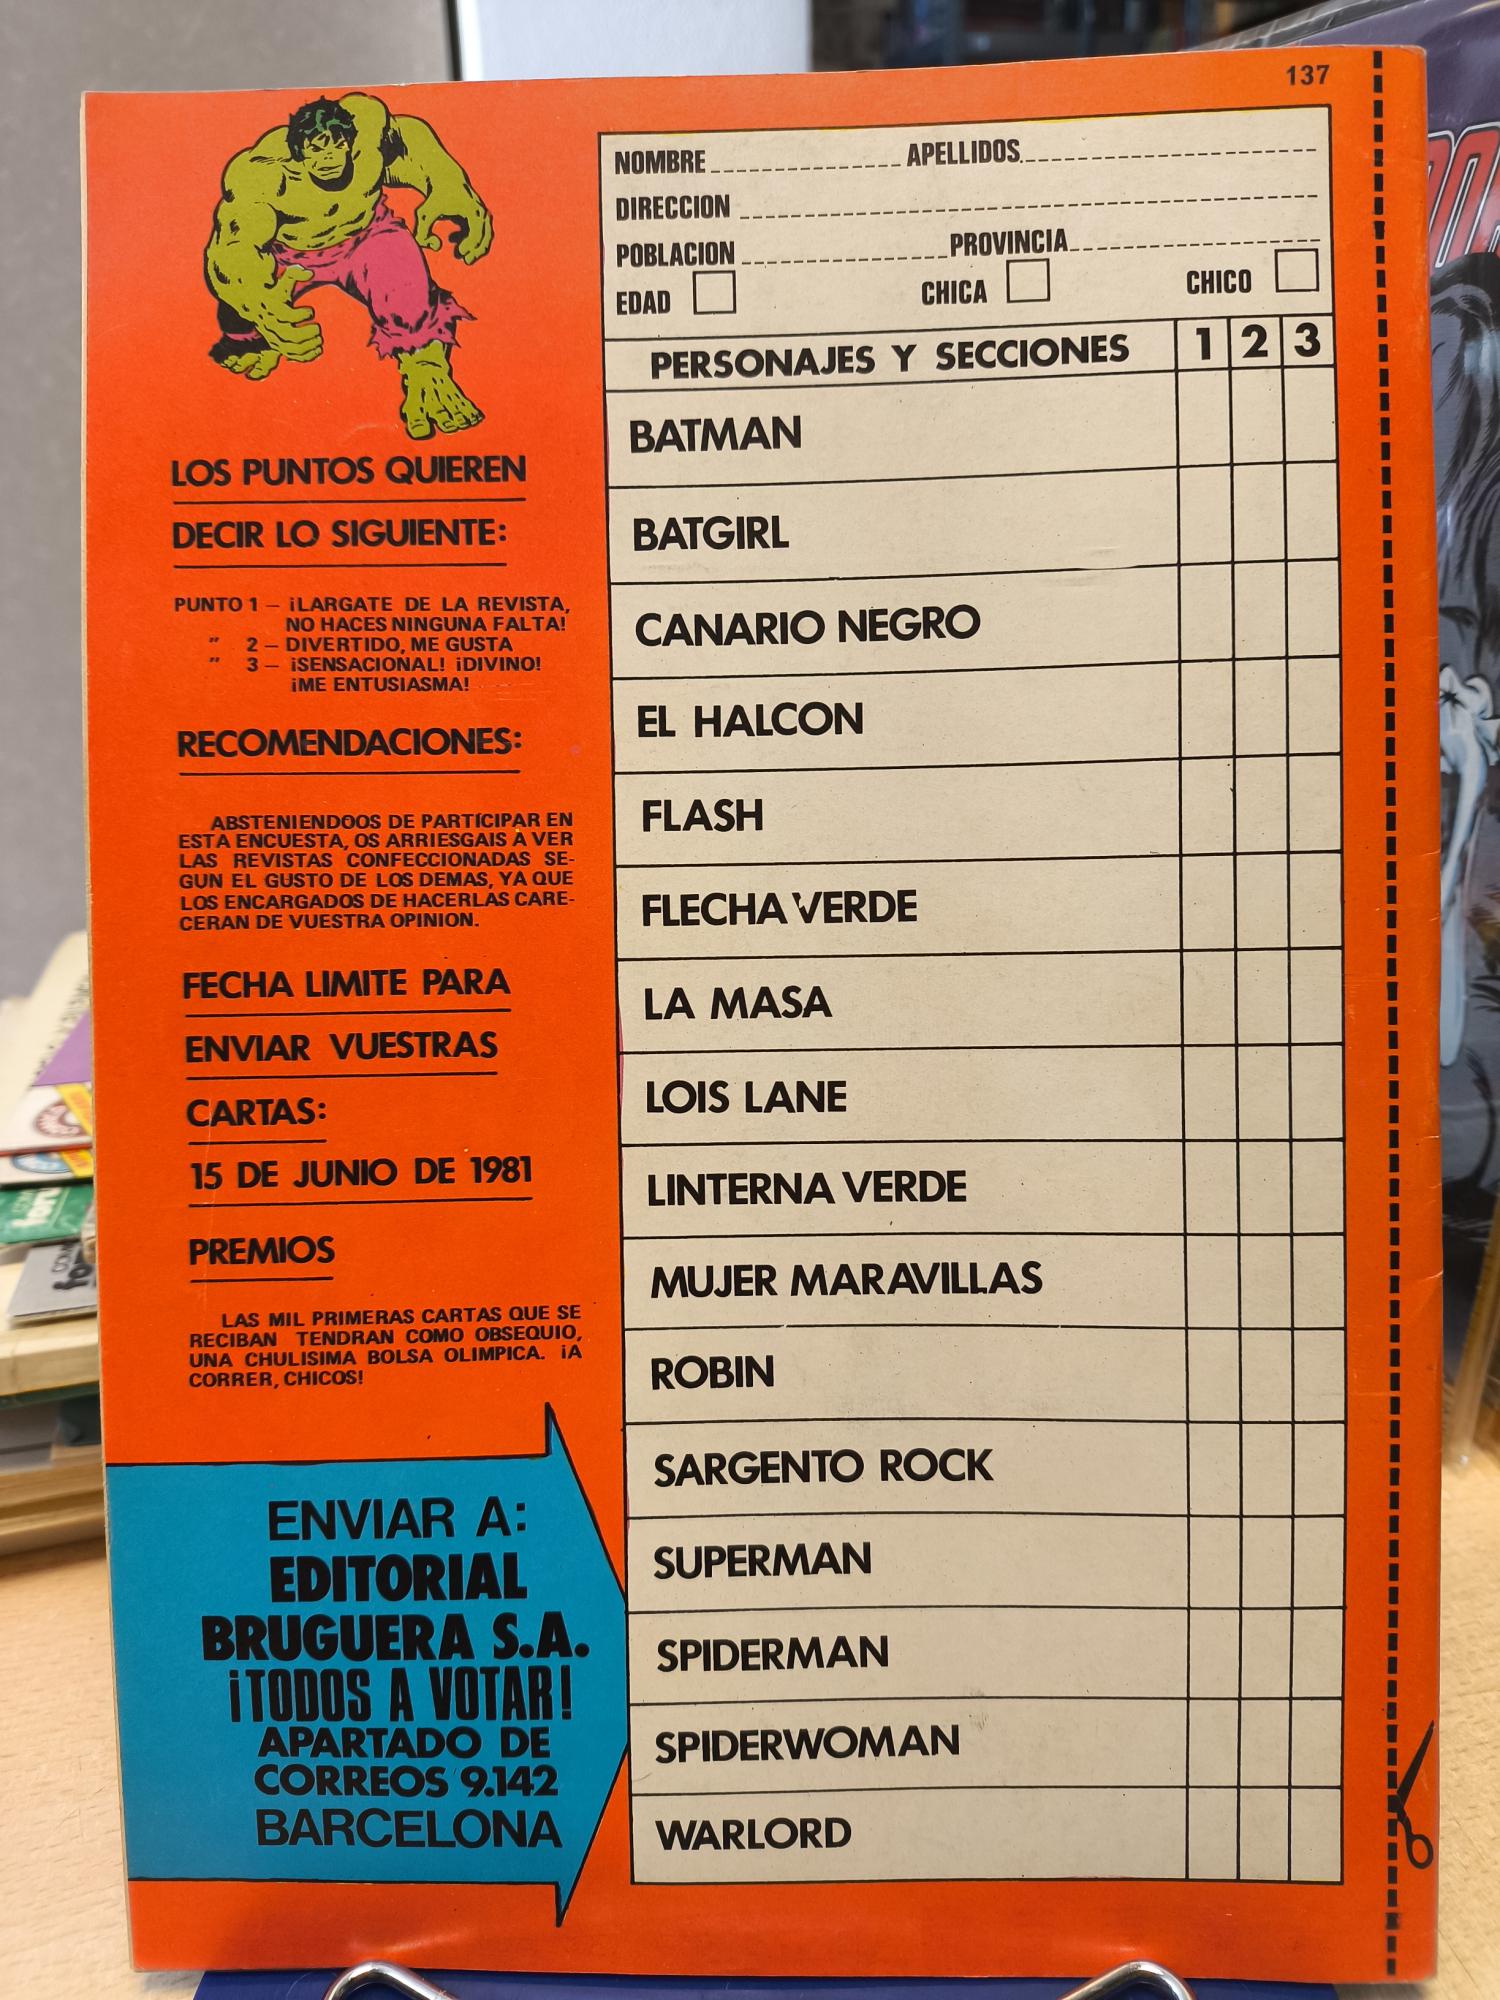 137
NOMBRE APELLIDOS
DIRECCION
POBLACION PROVINCIA
EDAD CHICA CHICO
PERSONAJES Y SECCIONES 1 2 3
BATMAN
BATGIRL
CANARIO NEGRO
EL HALCON
FLASH
FLECHA VERDE
LA MASA
LOIS LANE
LINTERNA VERDE
MUJER MARAVILLAS
ROBIN
SARGENTO ROCK
SUPERMAN
SPIDERMAN
SPIDERWOMAN
WARLORD
LOS PUNTOS QUIEREN
DECIR LO SIGUIENTE:
PUNTO 1 — ¡LARGATE DE LA REVISTA,
NO HACES NINGUNA FALTA!
" 2 — DIVERTIDO, ME GUSTA
" 3 — ¡SENSACIONAL! ¡DIVINO!
¡ME ENTUSIASMA!
RECOMENDACIONES:
ABSTENIENDOOS DE PARTICIPAR EN
ESTA ENCUESTA, OS ARRIESGAIS A VER
LAS REVISTAS CONFECCIONADAS SE-
GUN EL GUSTO DE LOS DEMAS, YA QUE
LOS ENCARGADOS DE HACERLAS CARE-
CERAN DE VUESTRA OPINION.
FECHA LIMITE PARA
ENVIAR VUESTRAS
CARTAS:
15 DE JUNIO DE 1981
PREMIOS
LAS MIL PRIMERAS CARTAS QUE SE
RECIBAN TENDRAN COMO OBSEQUIO,
UNA CHULISIMA BOLSA OLIMPICA. ¡A
CORRER, CHICOS!
ENVIAR A:
EDITORIAL
BRUGUERA S.A.
¡TODOS A VOTAR!
APARTADO DE
CORREOS 9.142
BARCELONA